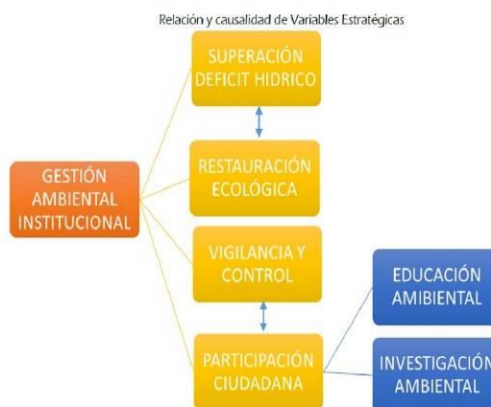 Relación y causalidad de Variables Estratégicas
SUPERACIÓN
DEFICIT HIDRICO
RESTAURACIÓN
ECOLÓGICA
GESTIÓN
AMBIENTAL
INSTITUCIONAL
VIGILANCIA Y
CONTROL
EDUCACIÓN
AMIBIENTAL
PARTICIPACIÓN
CIUDADANA
INVESTIGACIÓN
AMBIENTAL